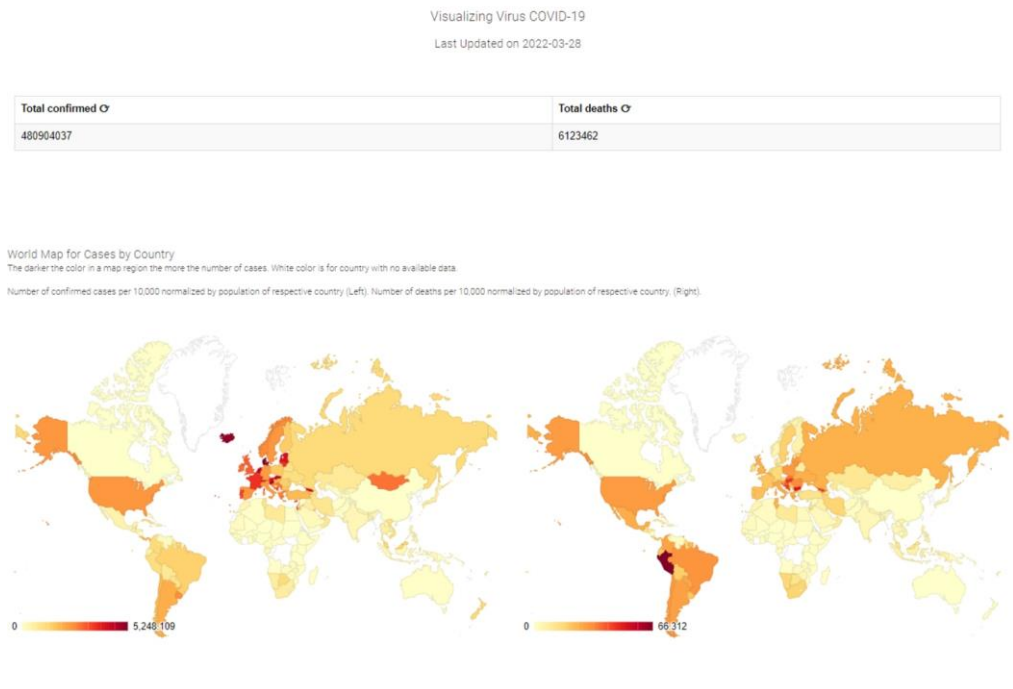 Visualizing Virus COVID-19
Last Updated on 2022-03-28
Total confirmed Total deaths
480904037 6123462
World Map for Cases by Country
The darker the color in a map region the more the number of cases. White color is for country with no available data.
Number of confirmed cases per 10,000 normalized by population of respective country (Left). Number of deaths per 10,000 normalized by population of respective country. (Right).
0 5,248.109 0 66.312